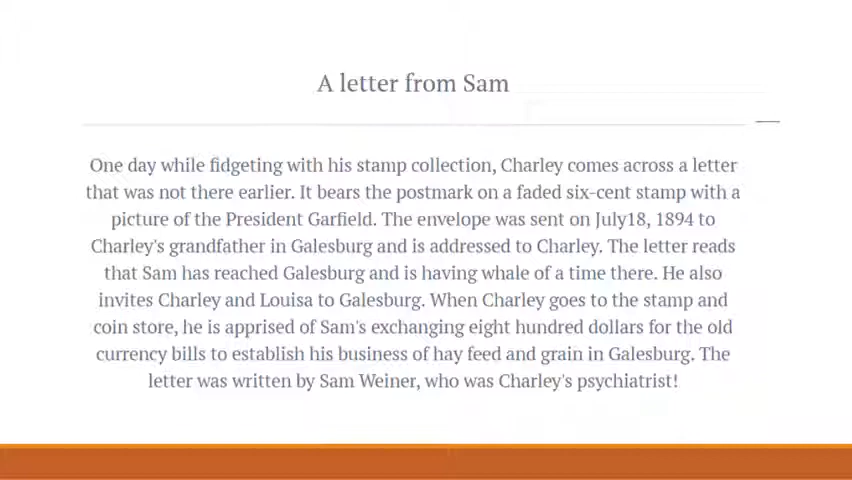 A letter from Sam
One day while fidgeting with his stamp collection, Charley comes across a letter
that was not there earlier. It bears the postmark on a faded six-cent stamp with a
picture of the President Garfield. The envelope was sent on July18, 1894 to
Charley's grandfather in Galesburg and is addressed to Charley. The letter reads
that Sam has reached Galesburg and is having whale of a time there. He also
invites Charley and Louisa to Galesburg. When Charley goes to the stamp and
coin store, he is apprised of Sam's exchanging eight hundred dollars for the old
currency bills to establish his business of hay feed and grain in Galesburg. The
letter was written by Sam Weiner, who was Charley's psychiatrist!